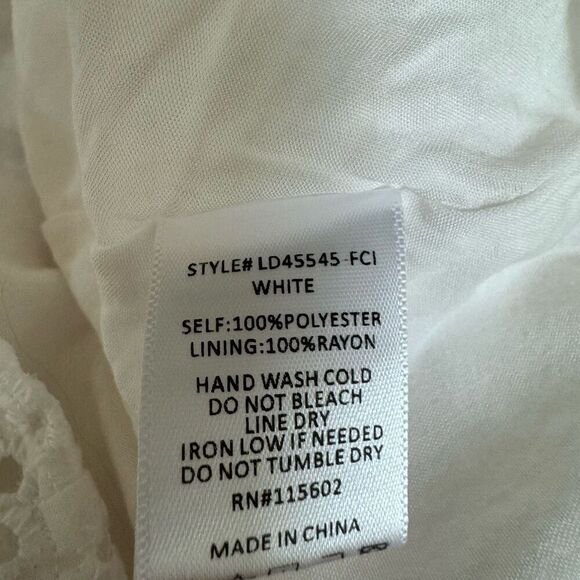 STYLE# LD45545-FCI
WHITE
SELF:100%POLYESTER
LINING:100%RAYON
HAND WASH COLD
DO NOT BLEACH
LINE DRY
IRON LOW IF NEEDED
DO NOT TUMBLE DRY
RN#115602
MADE IN CHINA